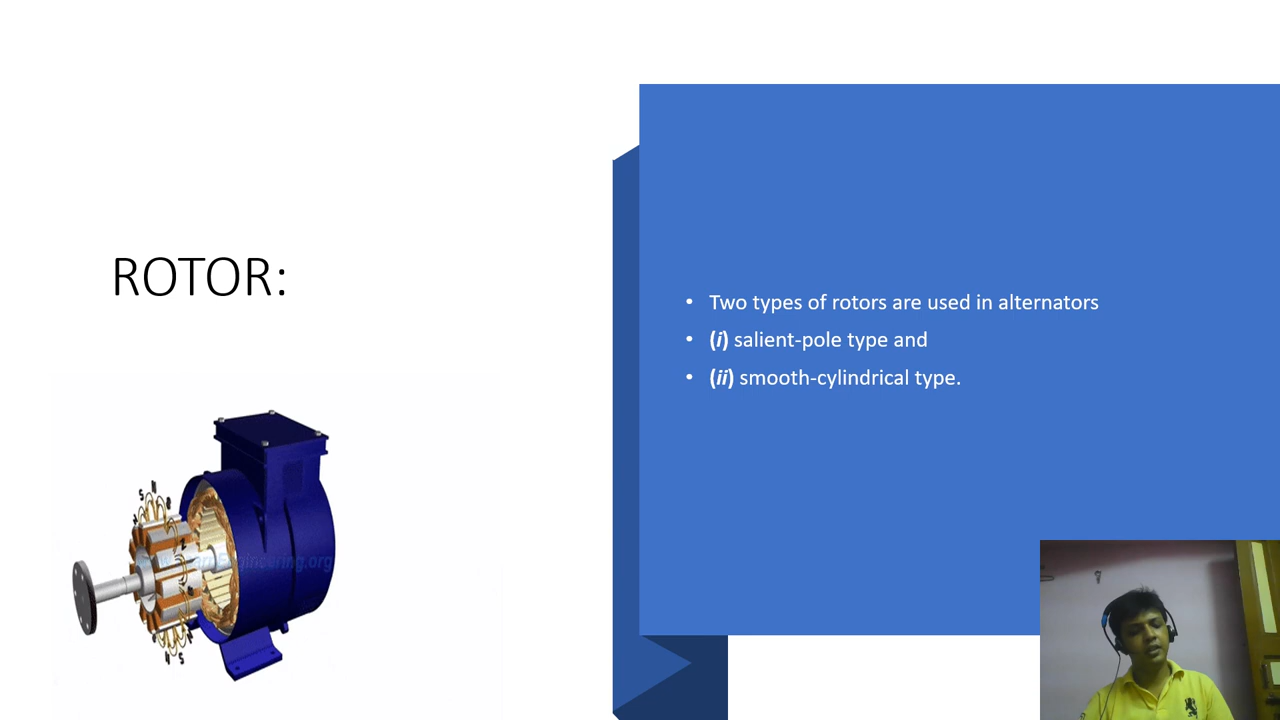 ROTOR:
• Two types of rotors are used in alternators
• (i) salient-pole type and
• (ii) smooth-cylindrical type.
S N
N S